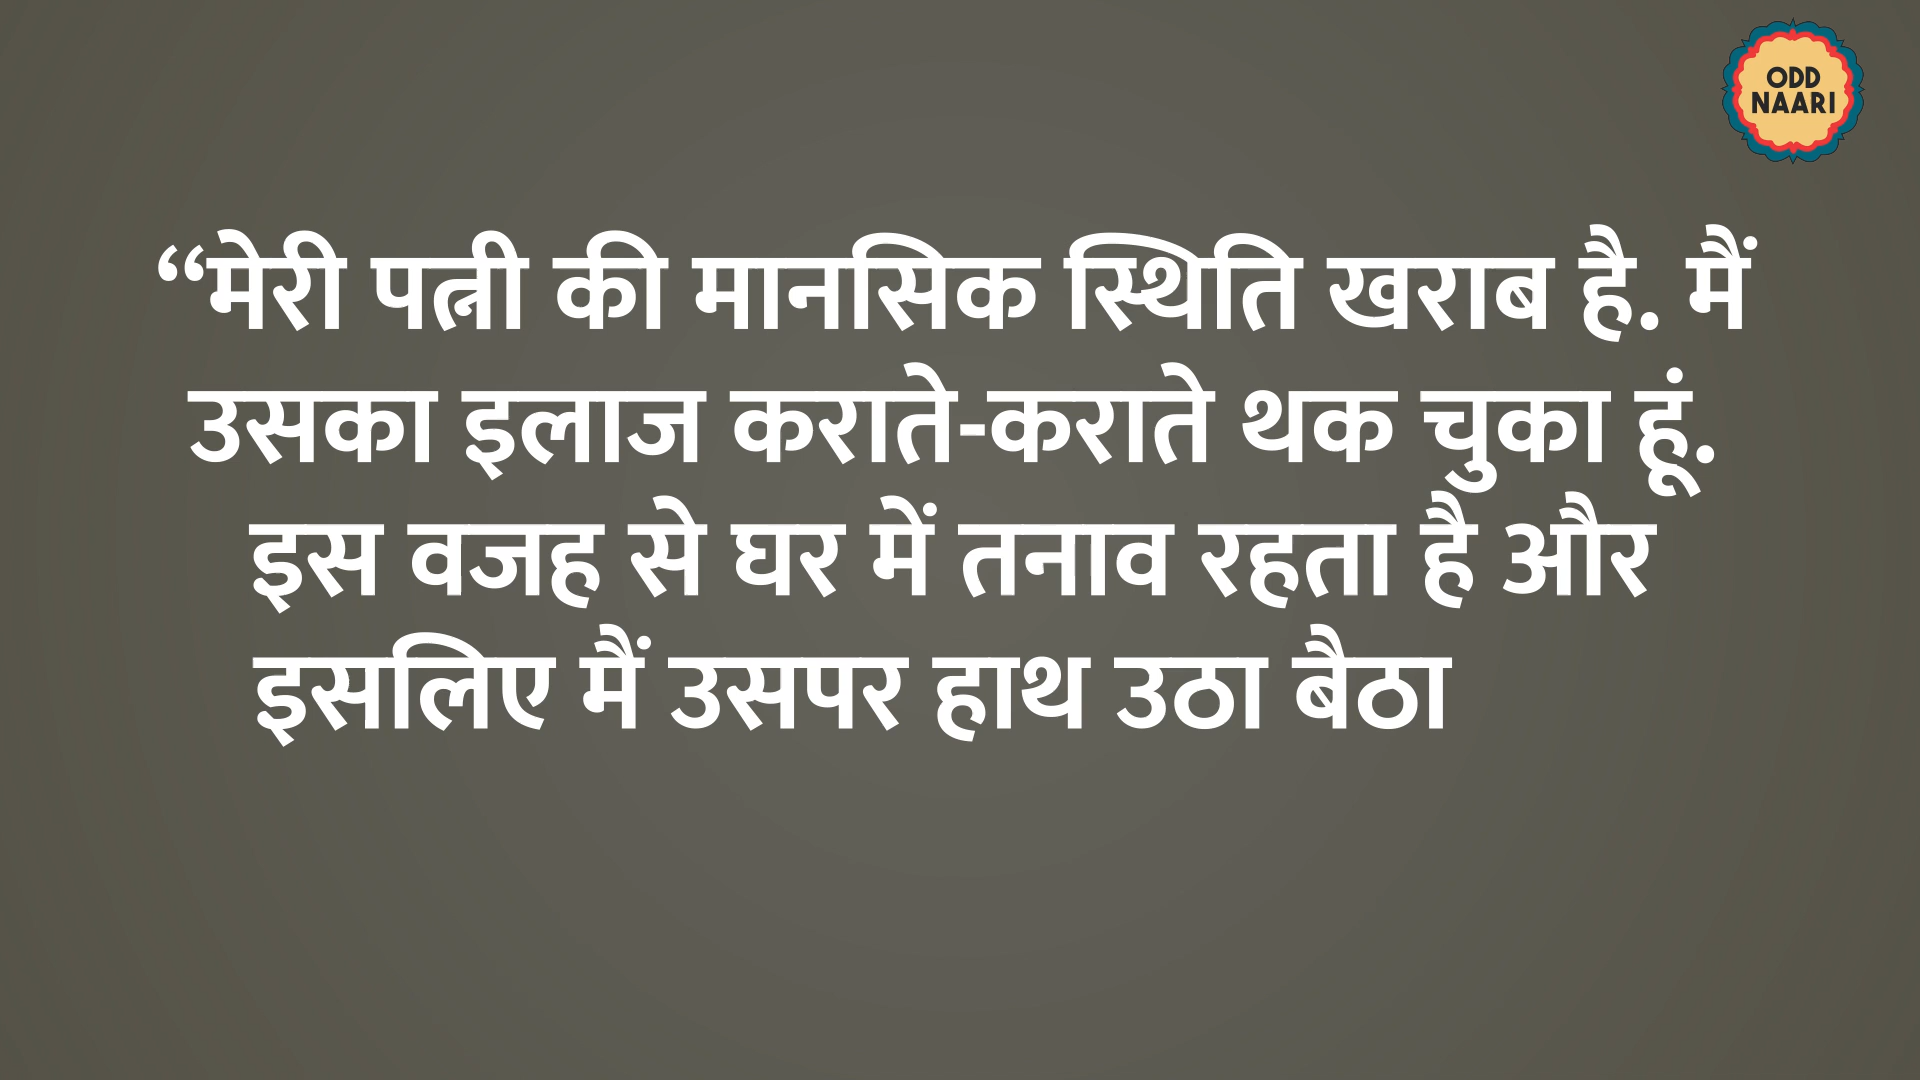 ODD
NAARI
“मेरी पत्नी की मानसिक स्थिति खराब है. मैं
उसका इलाज कराते-कराते थक चुका हूं.
इस वजह से घर में तनाव रहता है और
इसलिए मैं उसपर हाथ उठा बैठा